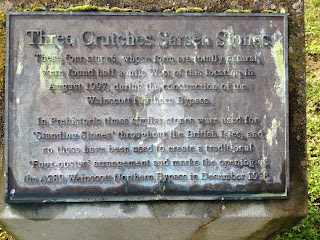 Three Crutches Sarsen Stones
These four stones, whose form are totally natural,
were found half a mile West of this location in
August 1997, during the construction of the
Wainscott Northern Bypass.
In Prehistoric times similar stones were used for
'Standing Stones' throughout the British Isles, and
so these have been used to create a traditional
'Four-poster' arrangement and marks the opening of
the A289 Wainscott Northern Bypass in December 1998.